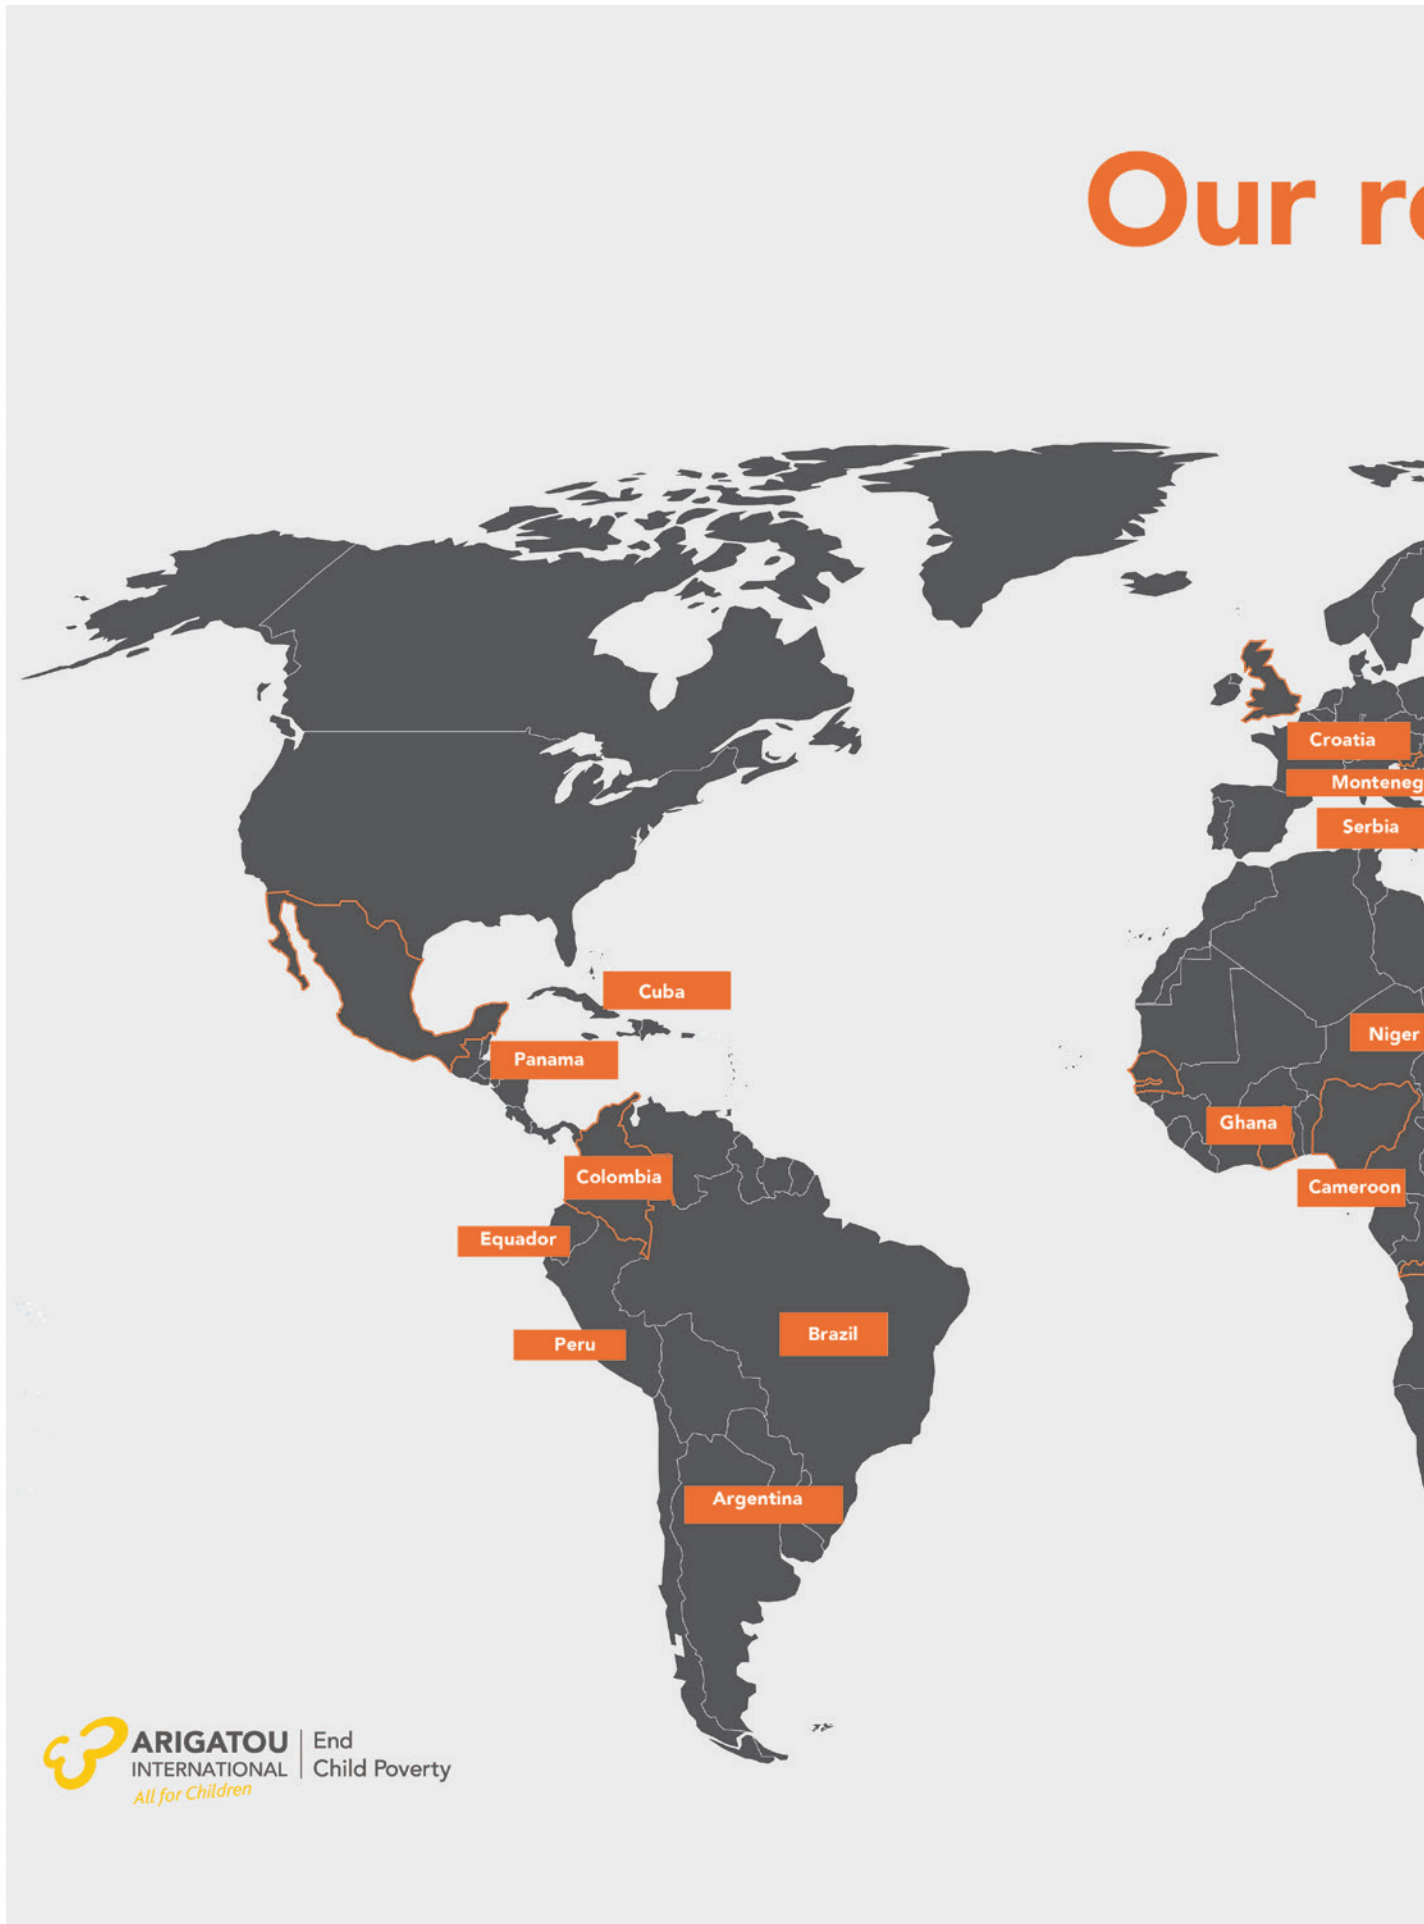 Our re
Croatia
Monteneg
Serbia
Cuba
Niger
Panama
Ghana
Colombia
Cameroon
Equador
Brazil
Peru
Argentina
ARIGATOU
INTERNATIONAL
All for Children
End
Child Poverty